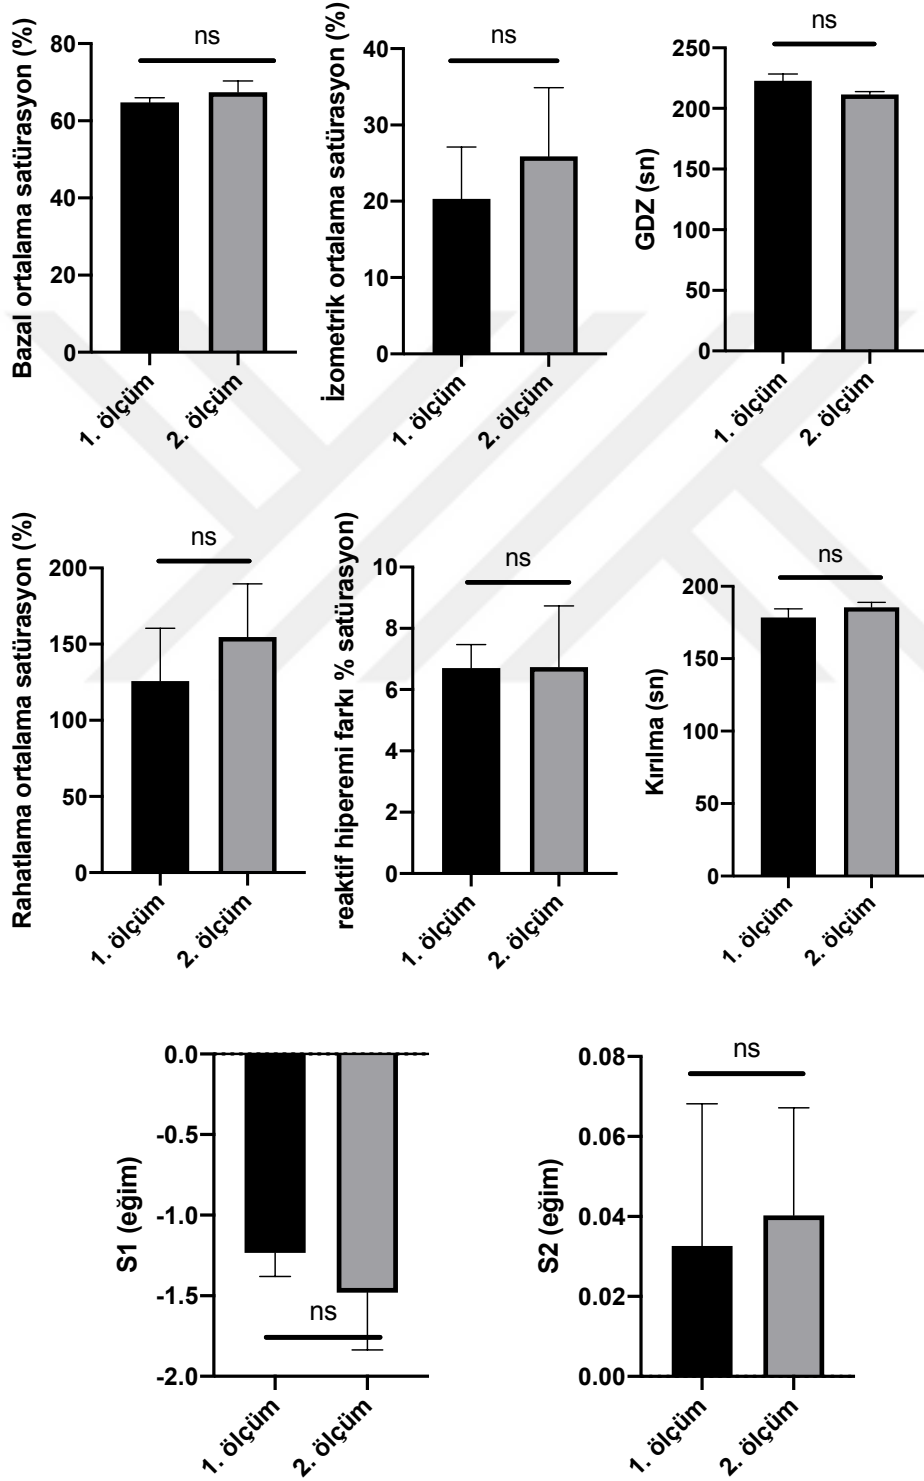 Bazal ortalama satürasyon (%)
80
60
40
20
0
ns
1. ölçüm
2. ölçüm
İzometrik ortalama satürasyon (%)
40
30
20
10
0
ns
1. ölçüm
2. ölçüm
GDZ (sn)
250
200
150
100
50
0
ns
1. ölçüm
2. ölçüm
Rahatlama ortalama satürasyon (%)
200
150
100
50
0
ns
1. ölçüm
2. ölçüm
reaktif hiperemi farkı % satürasyon)
10
8
6
4
2
0
ns
1. ölçüm
2. ölçüm
Kırılma (sn)
200
150
100
50
0
ns
1. ölçüm
2. ölçüm
S1 (eğim)
0.0
-0.5
-1.0
-1.5
-2.0
ns
1. ölçüm
2. ölçüm
S2 (eğim)
0.08
0.06
0.04
0.02
0.00
ns
1. ölçüm
2. ölçüm